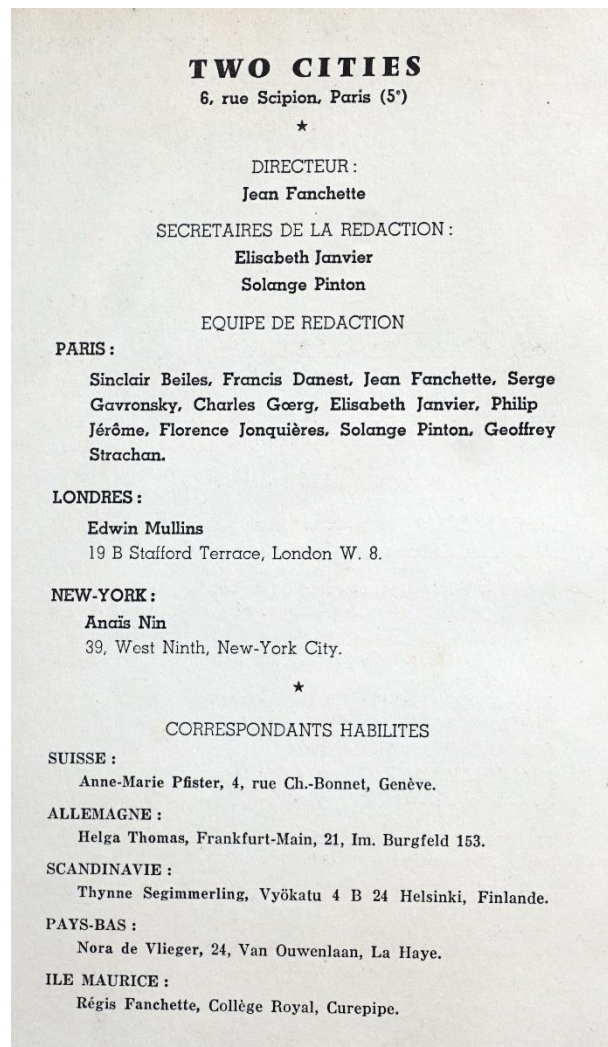 TWO CITIES
6, rue Scipion, Paris (5e)
★
DIRECTEUR :
Jean Fanchette
SECRETAIRES DE LA REDACTION :
Elisabeth Janvier
Solange Pinton
EQUIPE DE REDACTION
PARIS :
Sinclair Beiles, Francis Danest, Jean Fanchette, Serge
Gavronsky, Charles Gœrg, Elisabeth Janvier, Philip
Jérôme, Florence Jonquières, Solange Pinton, Geoffrey
Strachan.
LONDRES :
Edwin Mullins
19 B Stafford Terrace, London W. 8.
NEW-YORK :
Anaïs Nin
39, West Ninth, New-York City.
★
CORRESPONDANTS HABILITES
SUISSE :
Anne-Marie Pfister, 4, rue Ch.-Bonnet, Genève.
ALLEMAGNE :
Helga Thomas, Frankfurt-Main, 21, Im. Burgfeld 153.
SCANDINAVIE :
Thynne Segimmerling, Vyökatu 4 B 24 Helsinki, Finlande.
PAYS-BAS :
Nora de Vlieger, 24, Van Ouwenlaan, La Haye.
ILE MAURICE :
Régis Fanchette, Collège Royal, Curepipe.